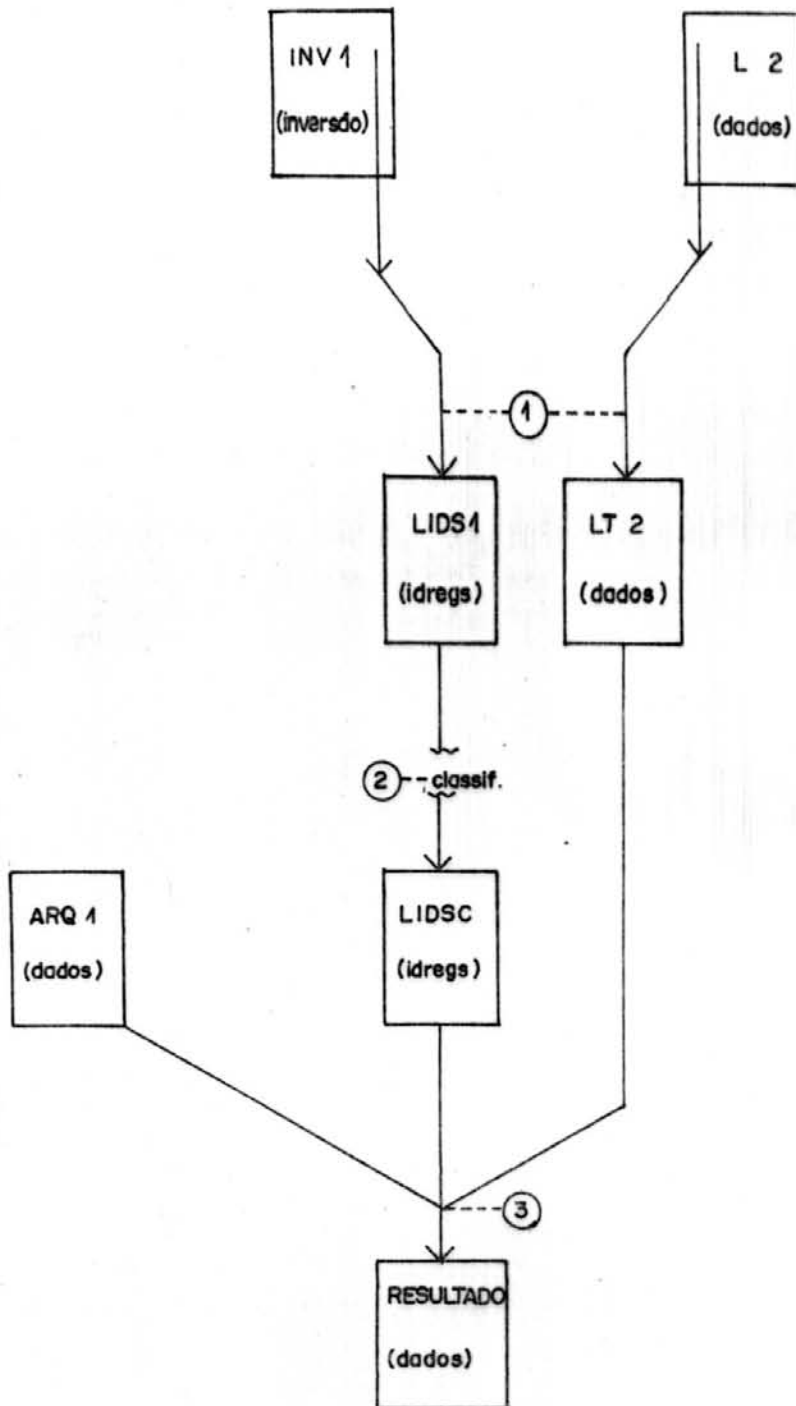 INV 1
(inversão)
L 2
(dados)
1
LIDS1
(idregs)
LT 2
(dados)
2
classif.
ARQ 1
(dados)
LIDSC
(idregs)
3
RESULTADO
(dados)